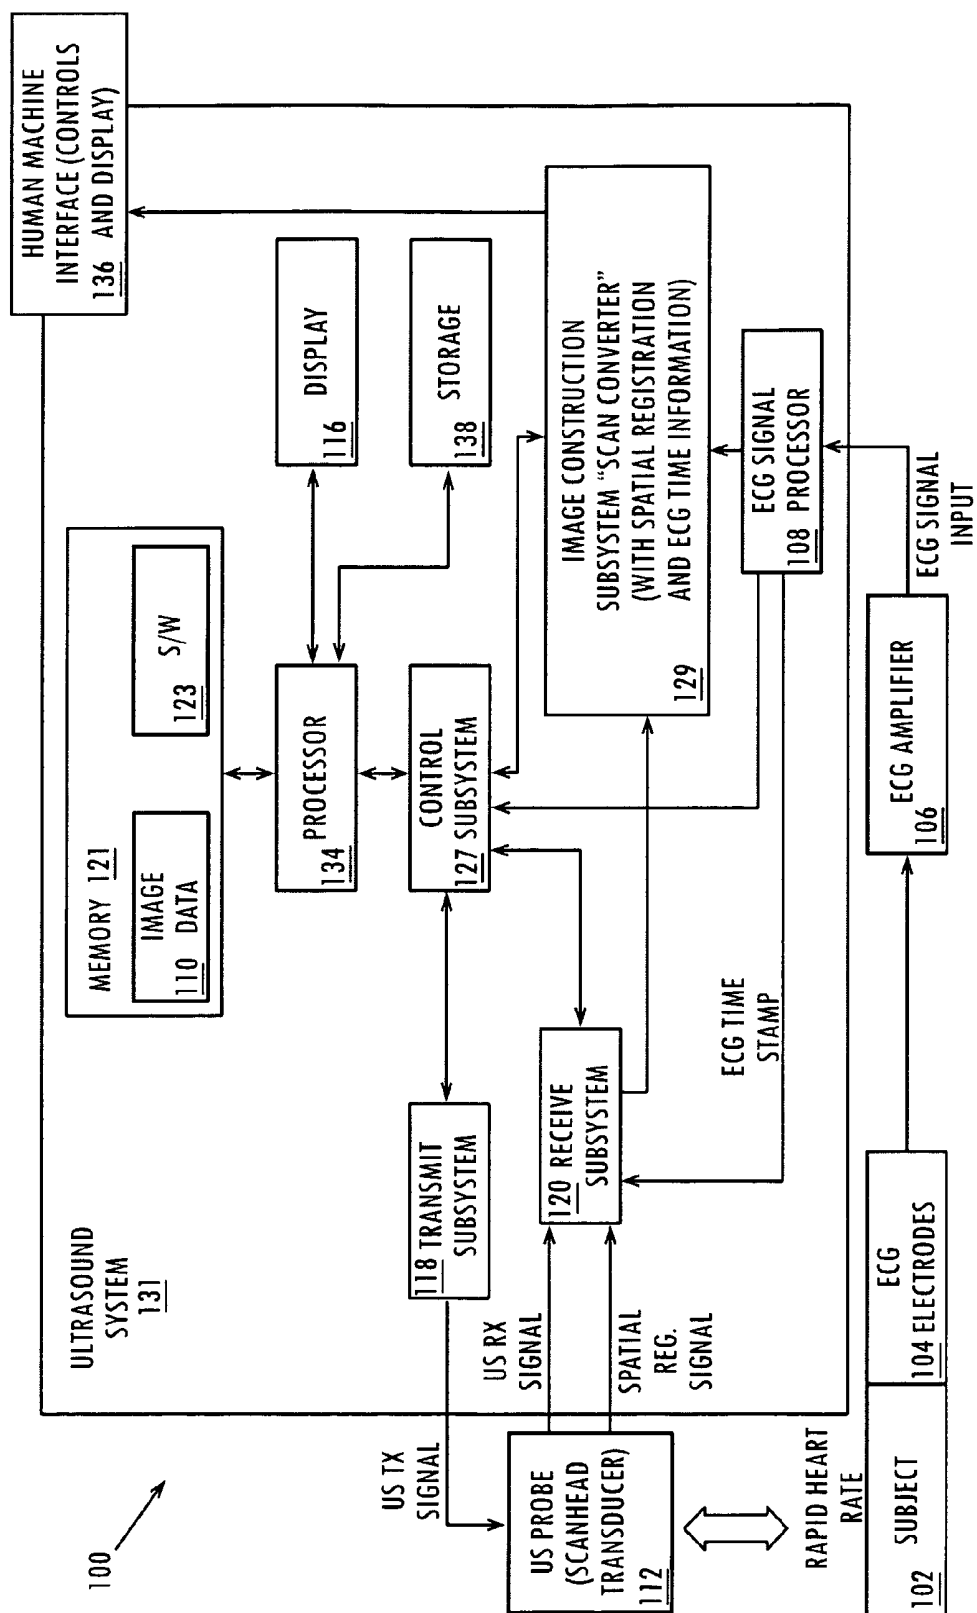 100
ULTRASOUND
SYSTEM
131
MEMORY 121
IMAGE
110 DATA
S/W
123
HUMAN MACHINE
INTERFACE (CONTROLS
136 AND DISPLAY)
PROCESSOR
134
DISPLAY
116
STORAGE
138
CONTROL
127 SUBSYSTEM
118 TRANSMIT
SUBSYSTEM
US TX
SIGNAL
US RX
SIGNAL
SPATIAL
REG.
SIGNAL
120 RECEIVE
SUBSYSTEM
IMAGE CONSTRUCTION
SUBSYSTEM "SCAN CONVERTER"
(WITH SPATIAL REGISTRATION
AND ECG TIME INFORMATION)
129
US PROBE
(SCANHEAD
TRANSDUCER)
112
ECG TIME
STAMP
ECG SIGNAL
108 PROCESSOR
RAPID HEART
RATE
SUBJECT
102
ECG
104 ELECTRODES
ECG AMPLIFIER
106
ECG SIGNAL
INPUT